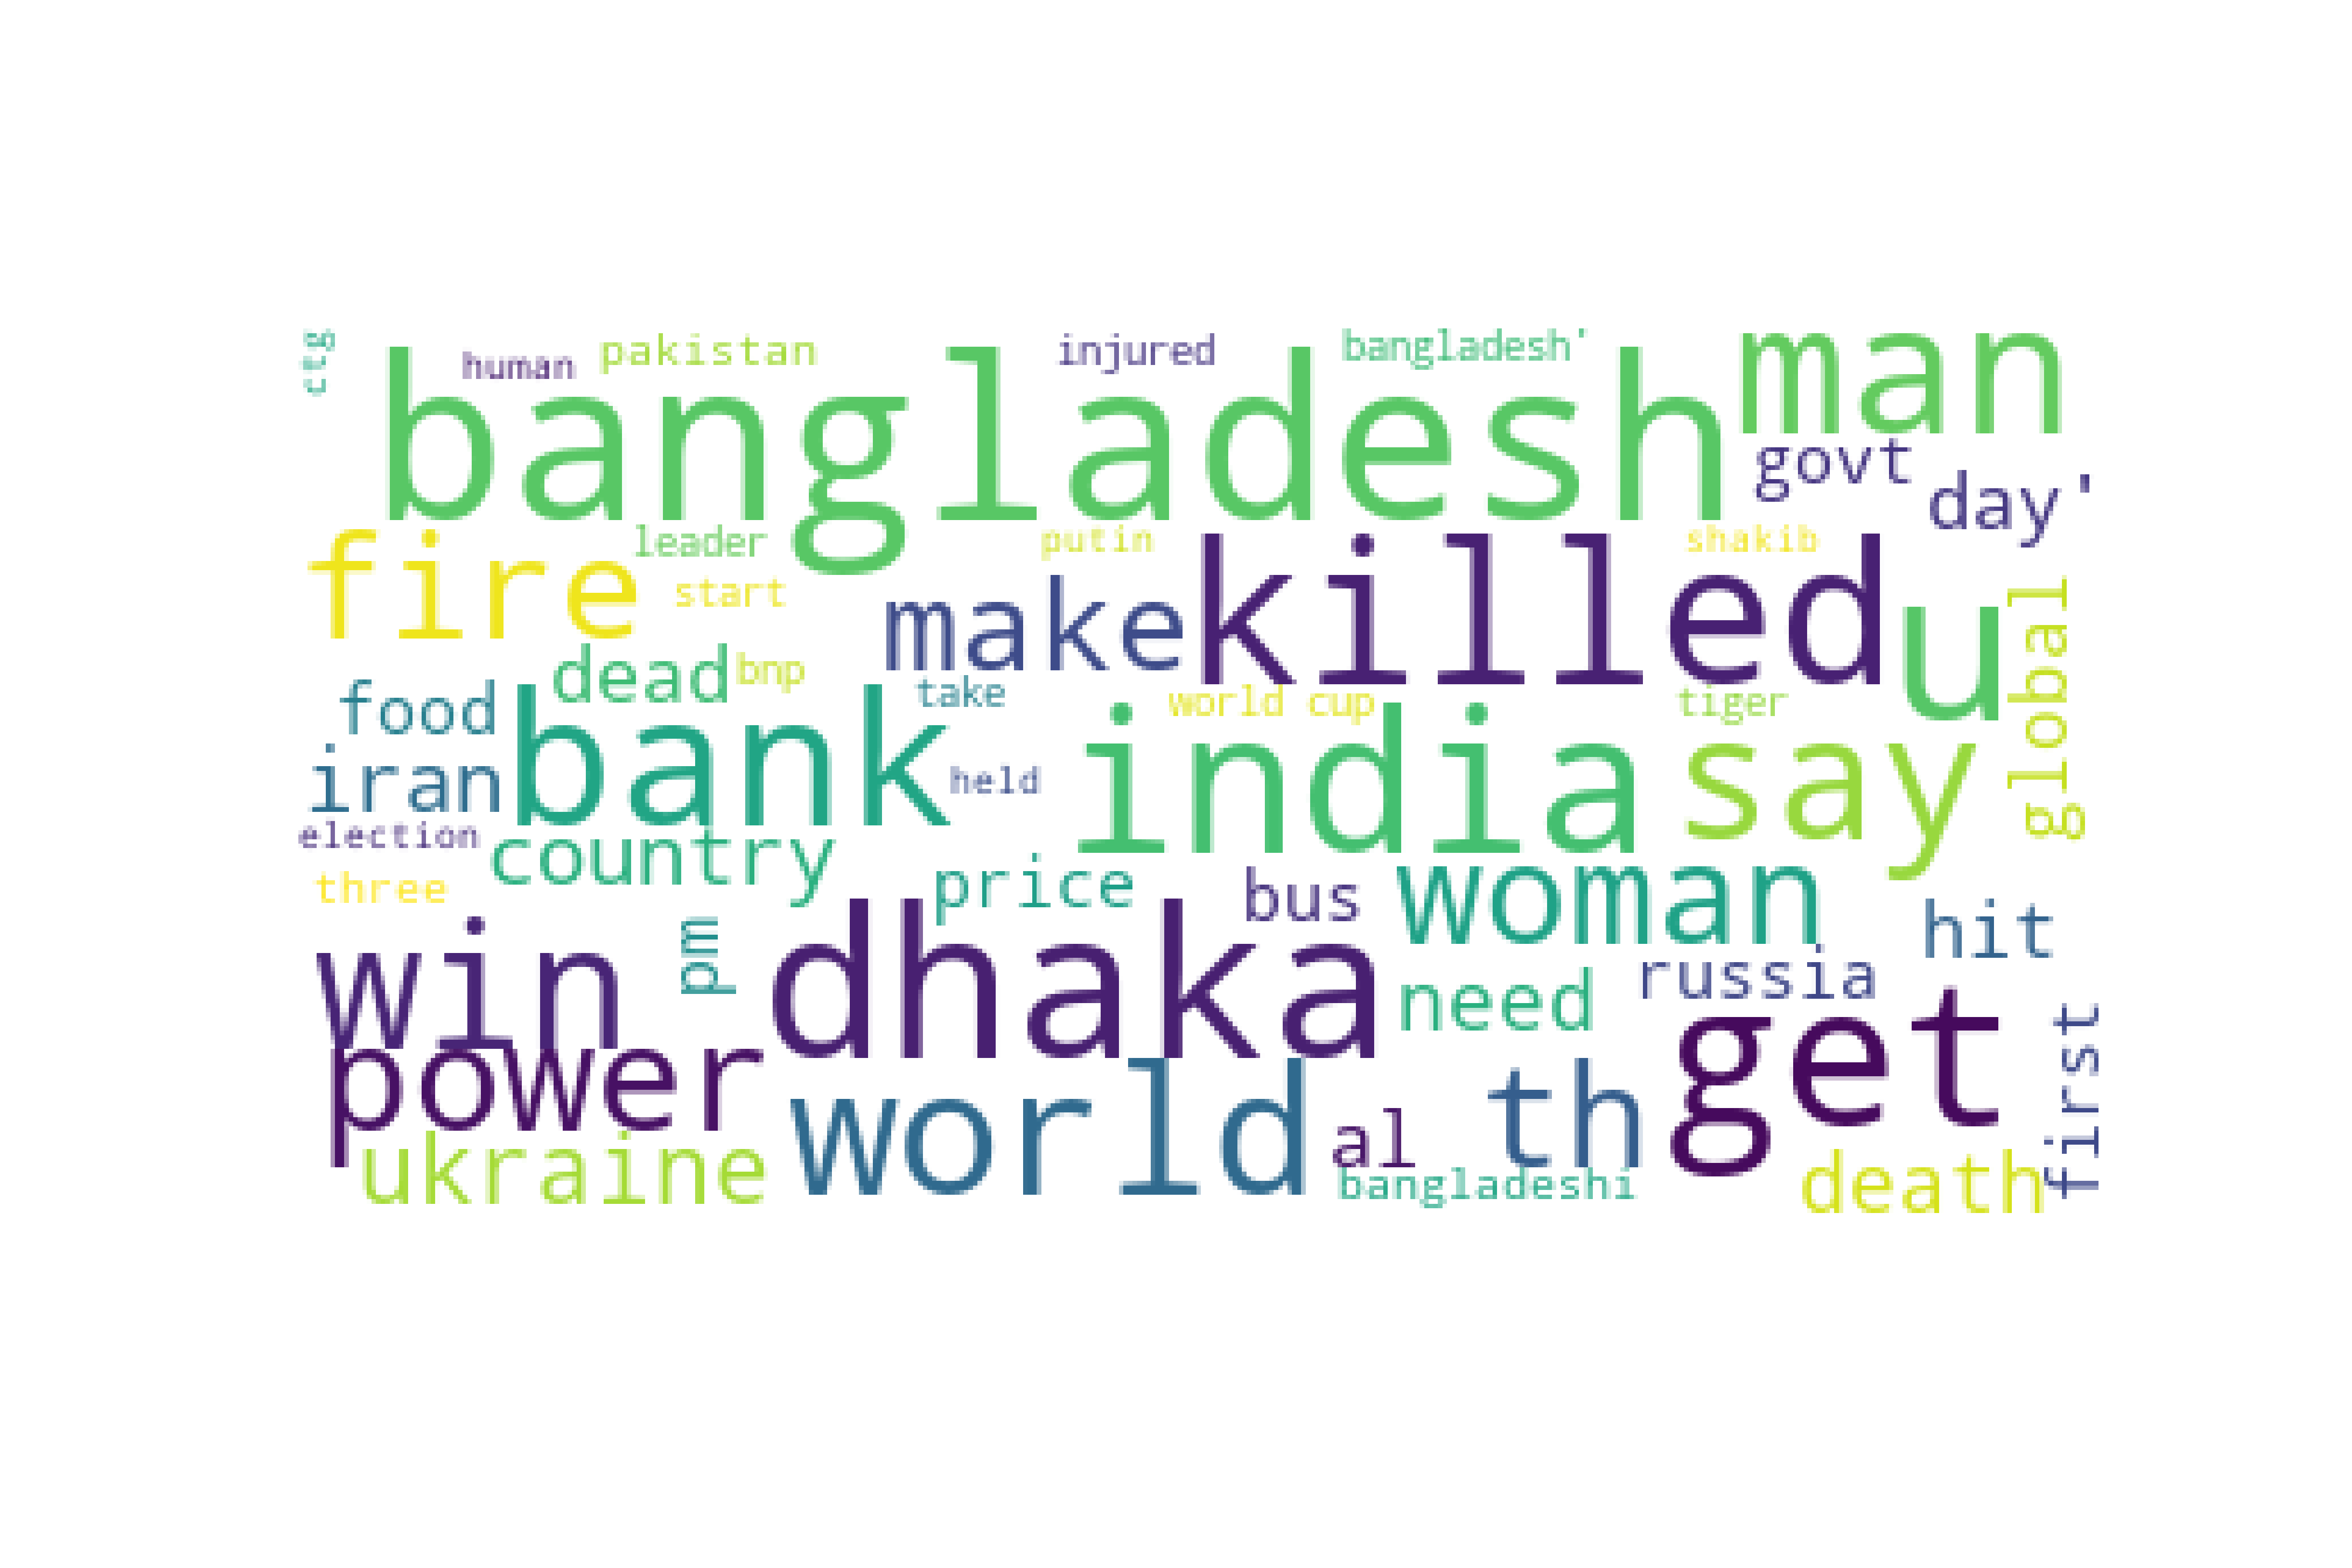 ctg
human
pakistan
injured
bangladesh'
man
bangladesh
govt
day'
fire
leader
start
putin
shakib
make
killed
u
global
dead
bnp
take
world cup
tiger
food
bank
india
say
iran
held
election
country
three
price
bus
woman
hit
win
pm
dhaka
need
russia
get
first
power
world
al
th
ukraine
bangladeshi
death